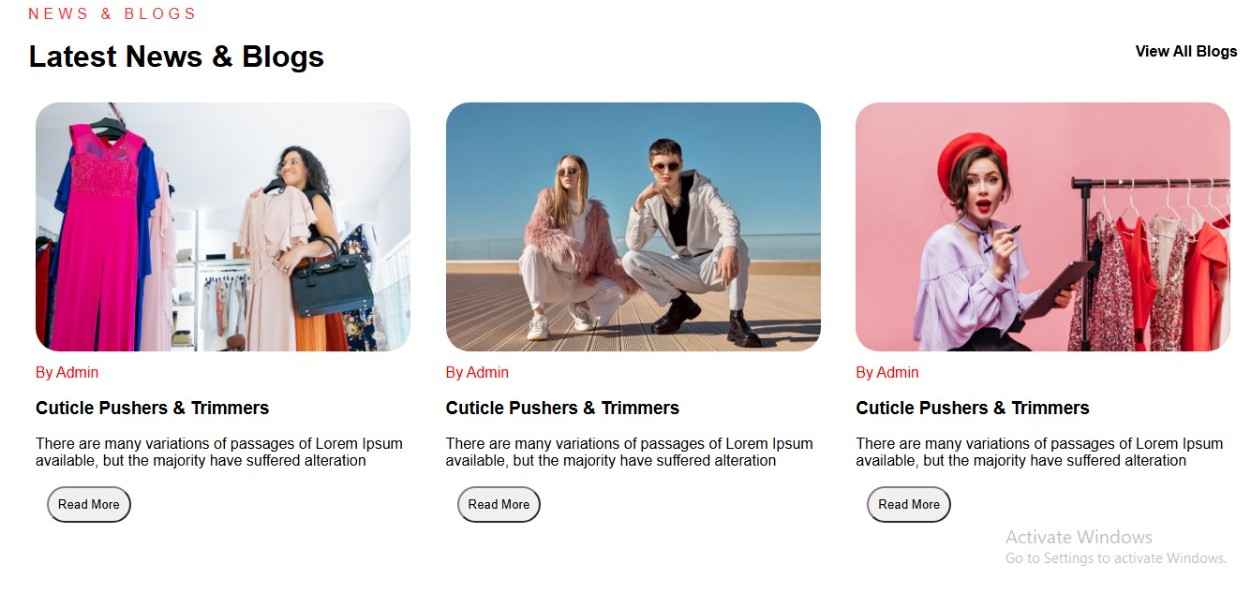 NEWS & BLOGS
Latest News & Blogs
View All Blogs
By Admin
Cuticle Pushers & Trimmers
There are many variations of passages of Lorem Ipsum
available, but the majority have suffered alteration
Read More
By Admin
Cuticle Pushers & Trimmers
There are many variations of passages of Lorem Ipsum
available, but the majority have suffered alteration
Read More
By Admin
Cuticle Pushers & Trimmers
There are many variations of passages of Lorem Ipsum
available, but the majority have suffered alteration
Read More
Activate Windows
Go to Settings to activate Windows.